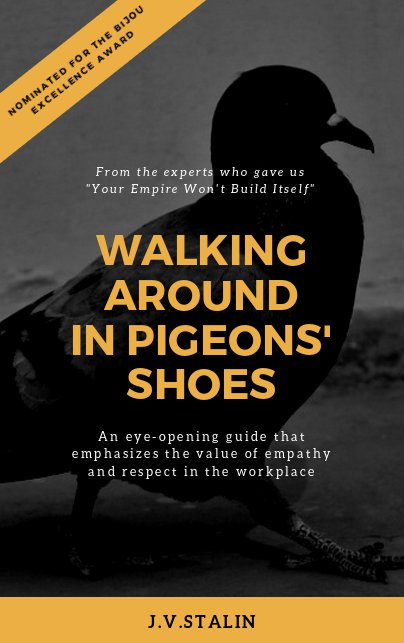 NOMINATED FOR THE BIJOU
EXCELLENCE AWARD
From the experts who gave us
"Your Empire Won't Build Itself"
WALKING
AROUND
IN PIGEONS'
SHOES
An eye-opening guide that
emphasizes the value of empathy
and respect in the workplace
J.V.STALIN